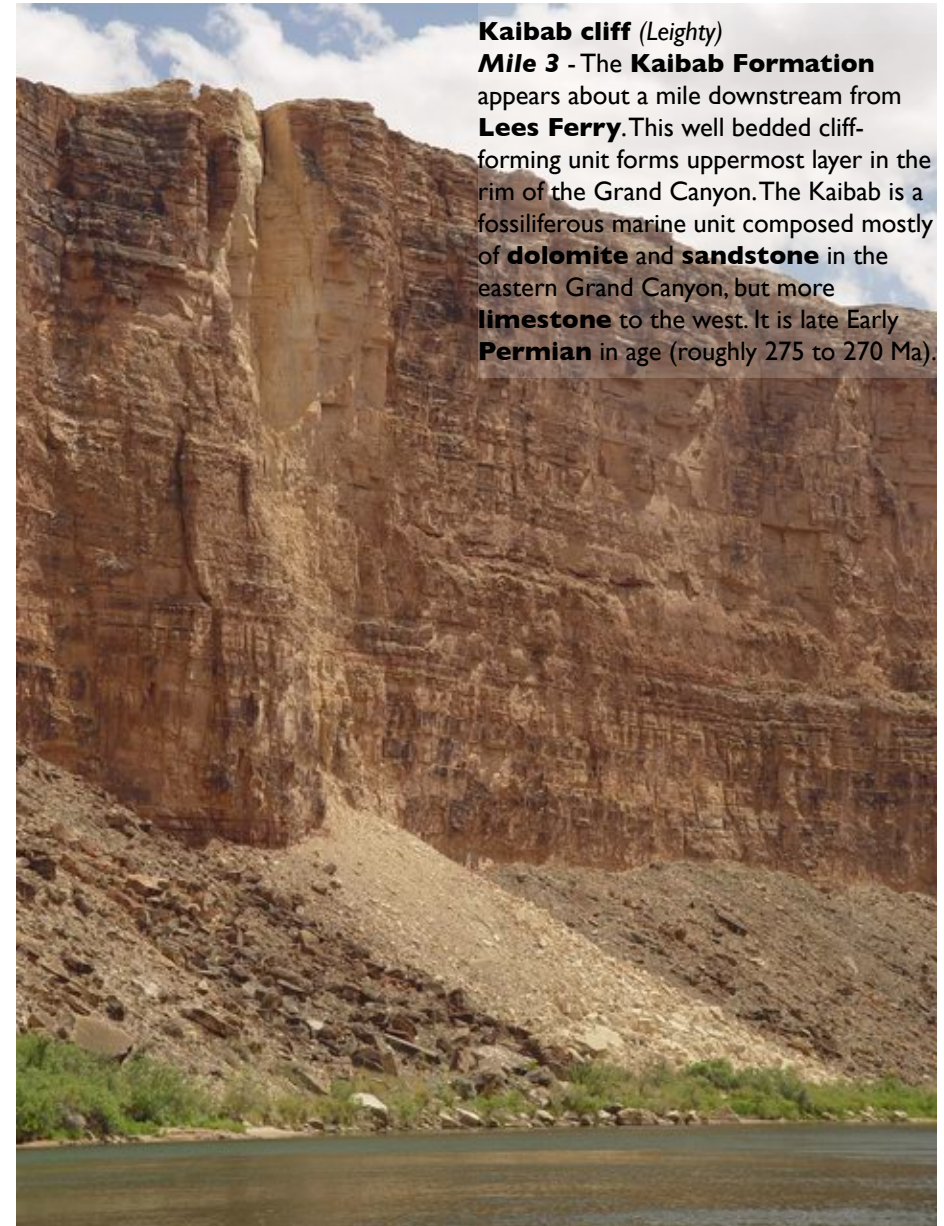 Kaibab cliff (Leighty)
Mile 3 - The Kaibab Formation
appears about a mile downstream from
Lees Ferry. This well bedded cliff-
forming unit forms uppermost layer in the
rim of the Grand Canyon. The Kaibab is a
fossiliferous marine unit composed mostly
of dolomite and sandstone in the
eastern Grand Canyon, but more
limestone to the west. It is late Early
Permian in age (roughly 275 to 270 Ma).